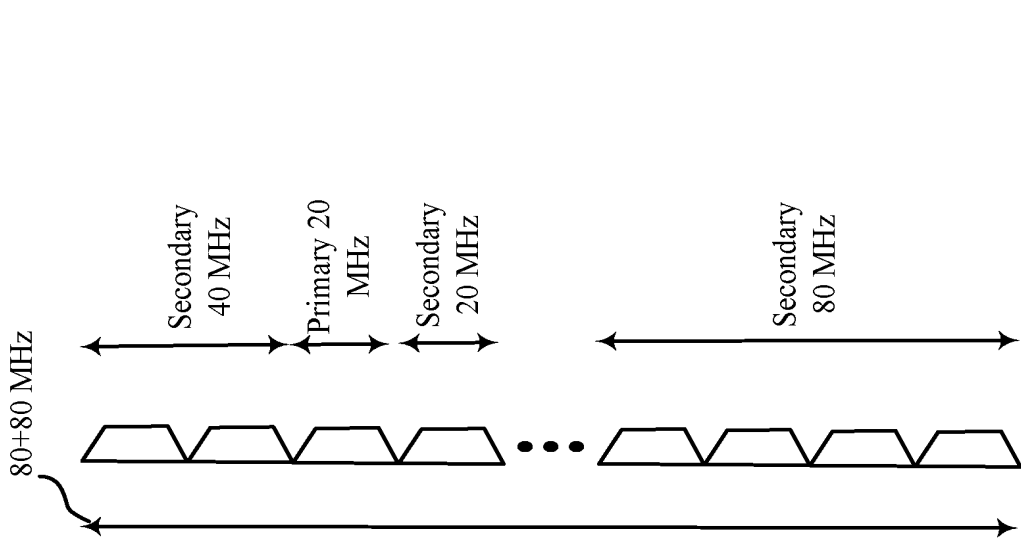 Secondary
40 MHz
Primary 20
MHz
Secondary
20 MHz
Secondary
80 MHz
80+80 MHz